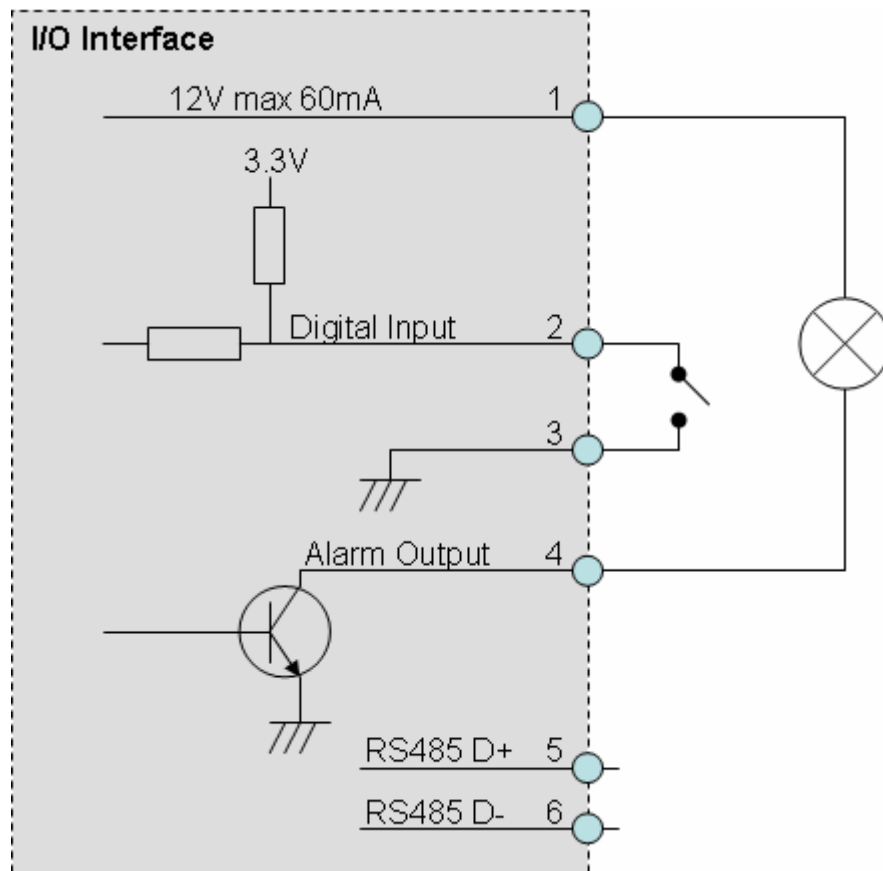 I/O Interface
12V max 60mA 1
3.3V
Digital Input 2
3
Alarm Output 4
RS485 D+ 5
RS485 D- 6